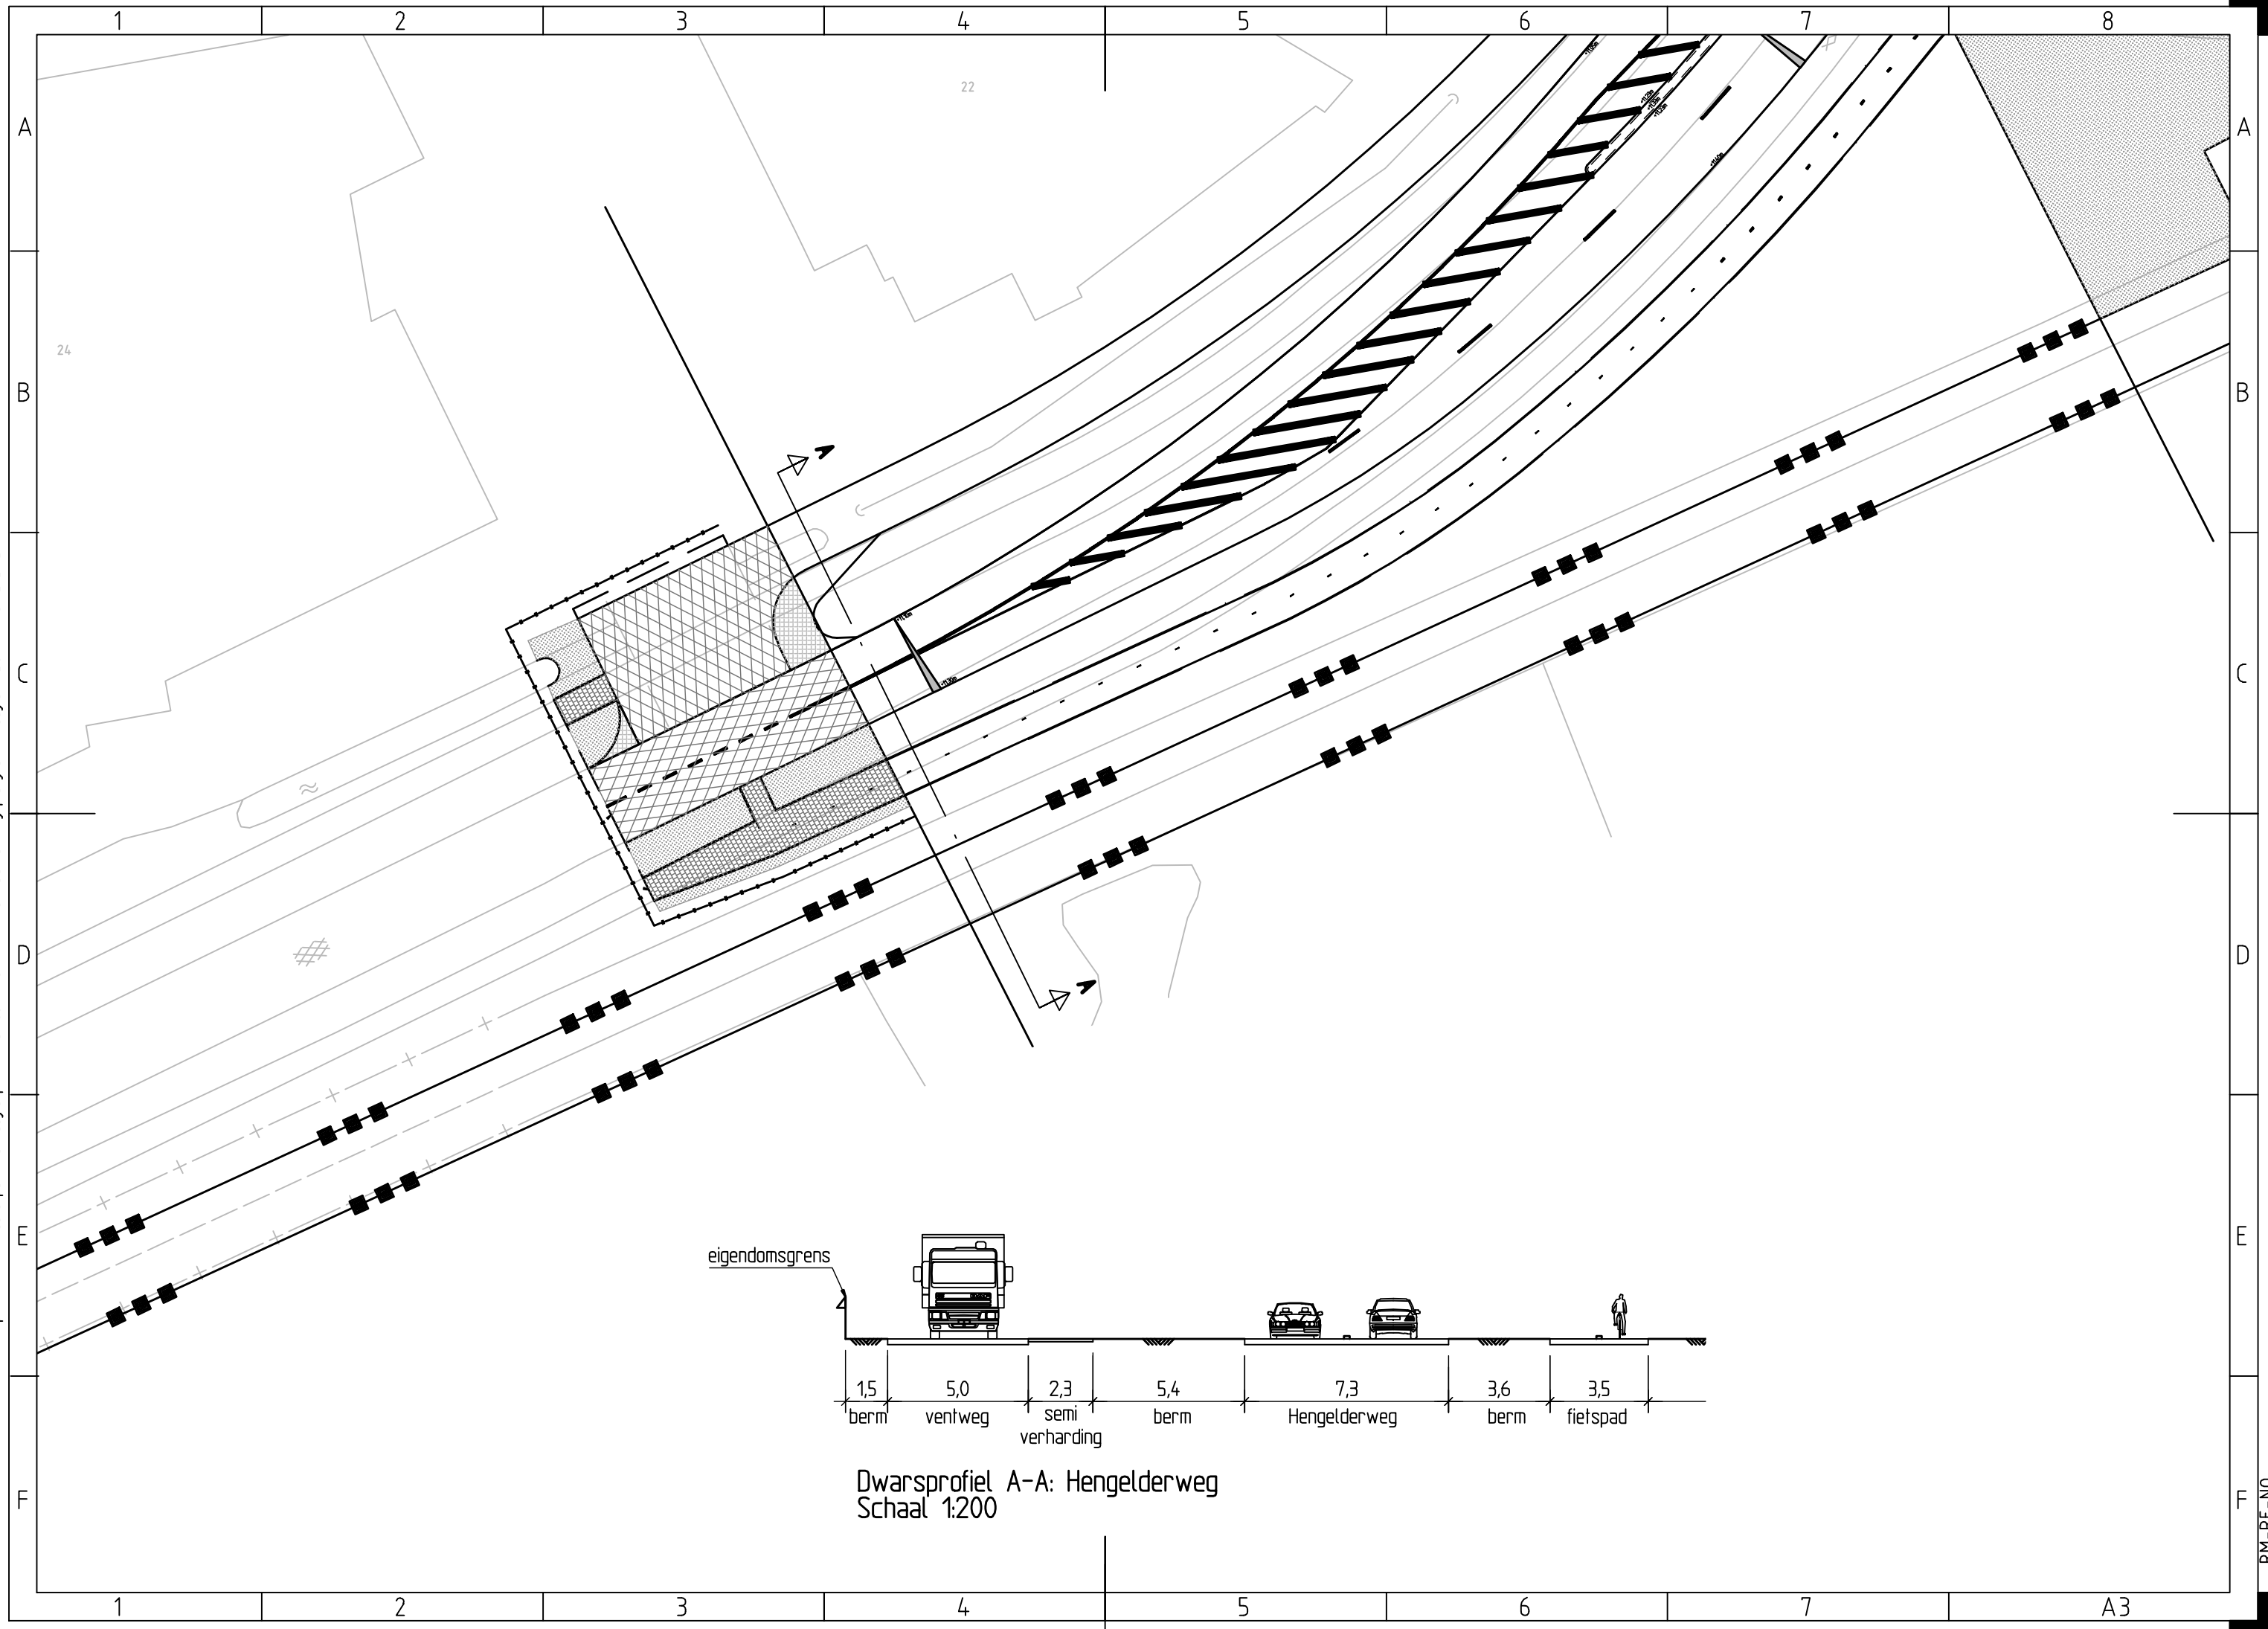 1 2 3 4 5 6 7 8
A A
22
B B
24
A
C C
D D
A
E E
eigendomsgrens
1,5 5,0 2,3 5,4 7,3 3,6 3,5
berm ventweg semi verharding berm Hengelderweg berm fietspad
Dwarsprofiel A-A: Hengelderweg
Schaal 1:200
F F
1 2 3 4 5 6 7 A3